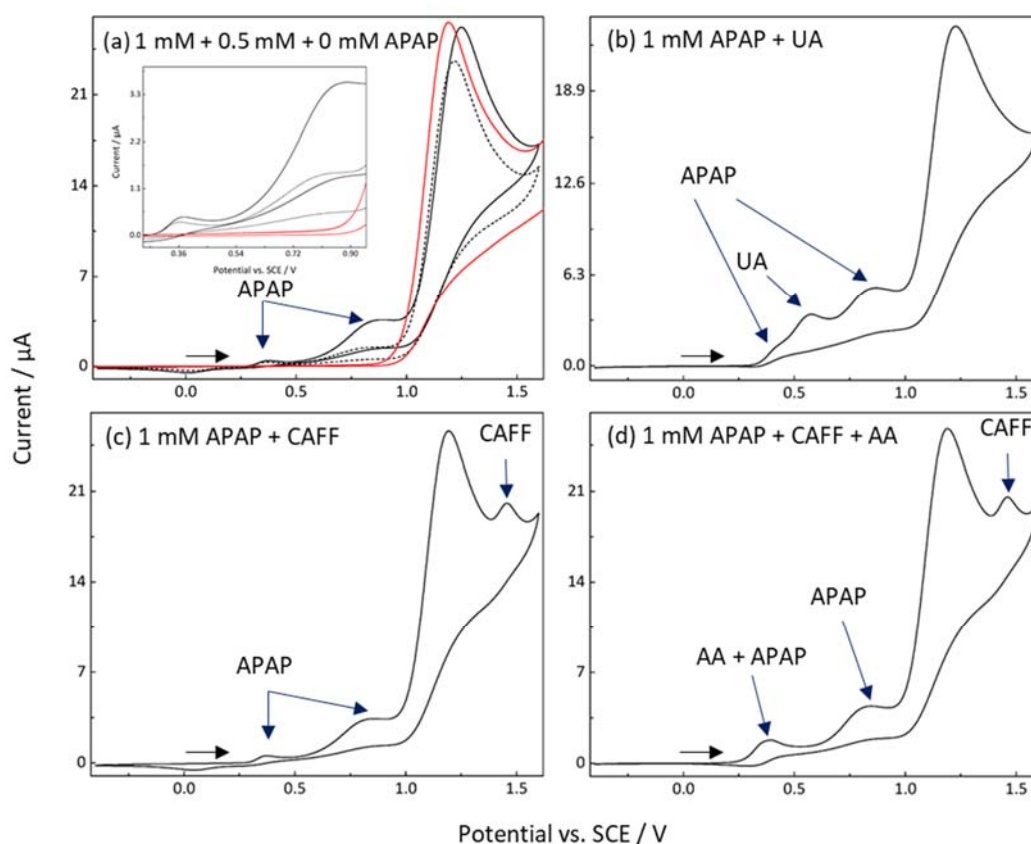 (a) 1 mM + 0.5 mM + 0 mM APAP
21
14
7
0
3.3
2.2
1.1
0.0
Current / µA
0.36 0.54 0.72 0.90
Potential vs. SCE / V
APAP
0.0 0.5 1.0 1.5
(b) 1 mM APAP + UA
18.9
12.6
6.3
0.0
APAP
UA
0.0 0.5 1.0 1.5
(c) 1 mM APAP + CAFF
CAFF
21
14
7
0
APAP
0.0 0.5 1.0 1.5
(d) 1 mM APAP + CAFF + AA
CAFF
21
14
7
0
APAP
AA + APAP
0.0 0.5 1.0 1.5
Current / µA
Potential vs. SCE / V